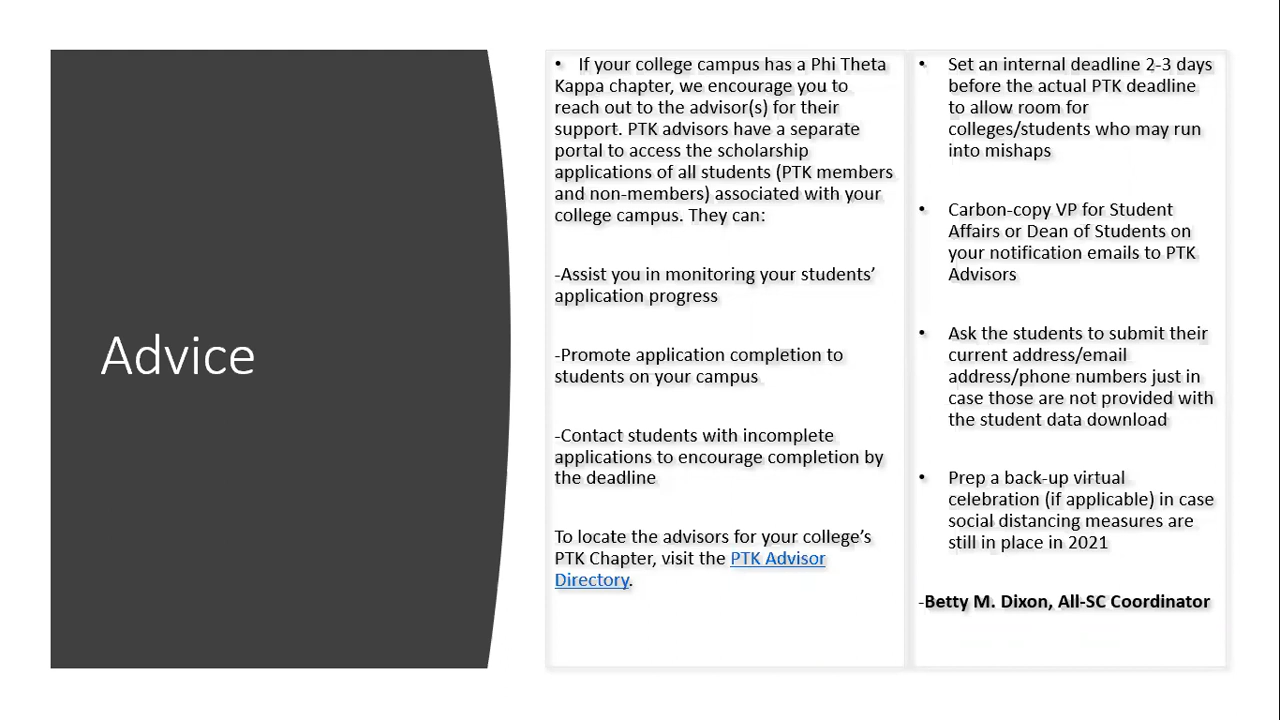 Advice
• If your college campus has a Phi Theta
Kappa chapter, we encourage you to
reach out to the advisor(s) for their
support. PTK advisors have a separate
portal to access the scholarship
applications of all students (PTK members
and non-members) associated with your
college campus. They can:
-Assist you in monitoring your students’
application progress
-Promote application completion to
students on your campus
-Contact students with incomplete
applications to encourage completion by
the deadline
To locate the advisors for your college’s
PTK Chapter, visit the PTK Advisor
Directory.
• Set an internal deadline 2-3 days
before the actual PTK deadline
to allow room for
colleges/students who may run
into mishaps
• Carbon-copy VP for Student
Affairs or Dean of Students on
your notification emails to PTK
Advisors
• Ask the students to submit their
current address/email
address/phone numbers just in
case those are not provided with
the student data download
• Prep a back-up virtual
celebration (if applicable) in case
social distancing measures are
still in place in 2021
-Betty M. Dixon, All-SC Coordinator